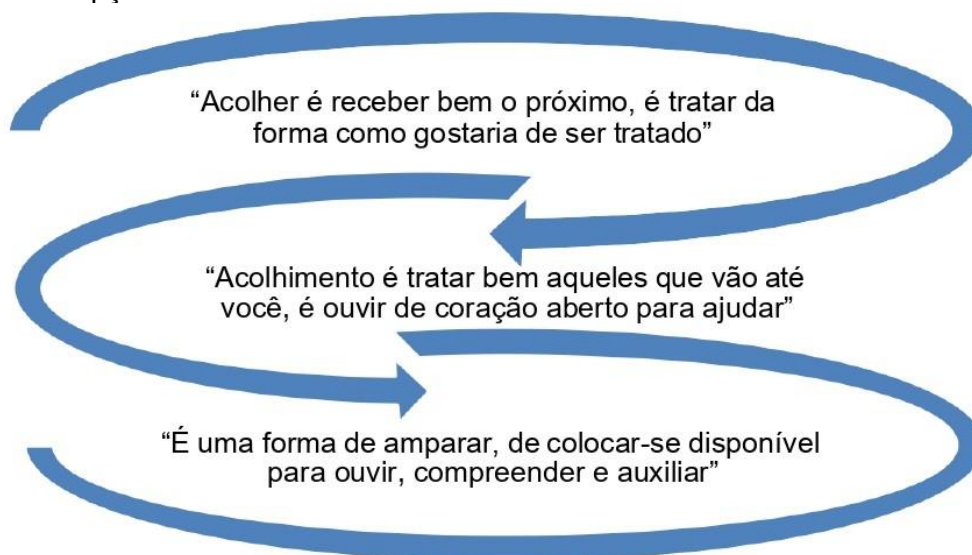 “Acolher é receber bem o próximo, é tratar da
forma como gostaria de ser tratado”
“Acolhimento é tratar bem aqueles que vão até
você, é ouvir de coração aberto para ajudar”
“É uma forma de amparar, de colocar-se disponível
para ouvir, compreender e auxiliar”